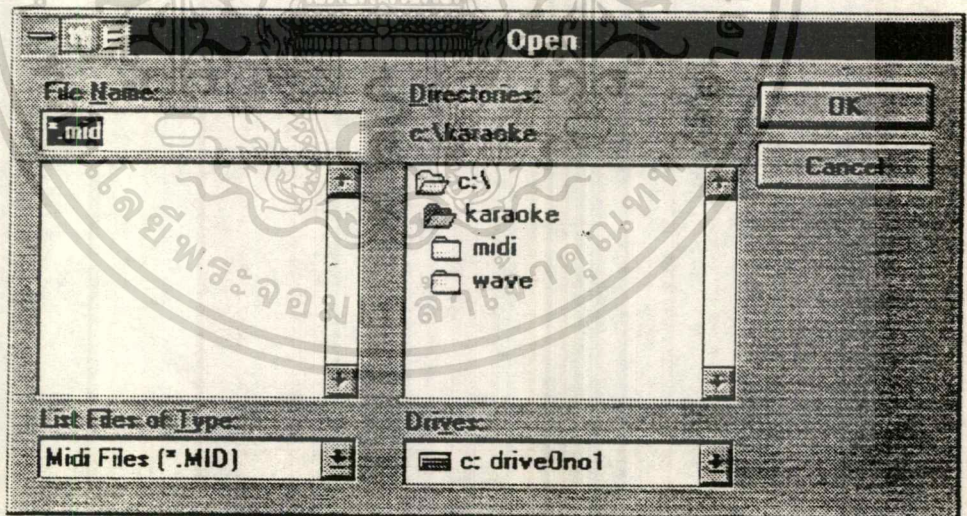 Open
File Name:
*.mid
Directories:
c:\karaoke
OK
Cancel
c:\
karaoke
midi
wave
List Files of Type:
Midi Files (*.MID)
Drives:
c: drive0no1